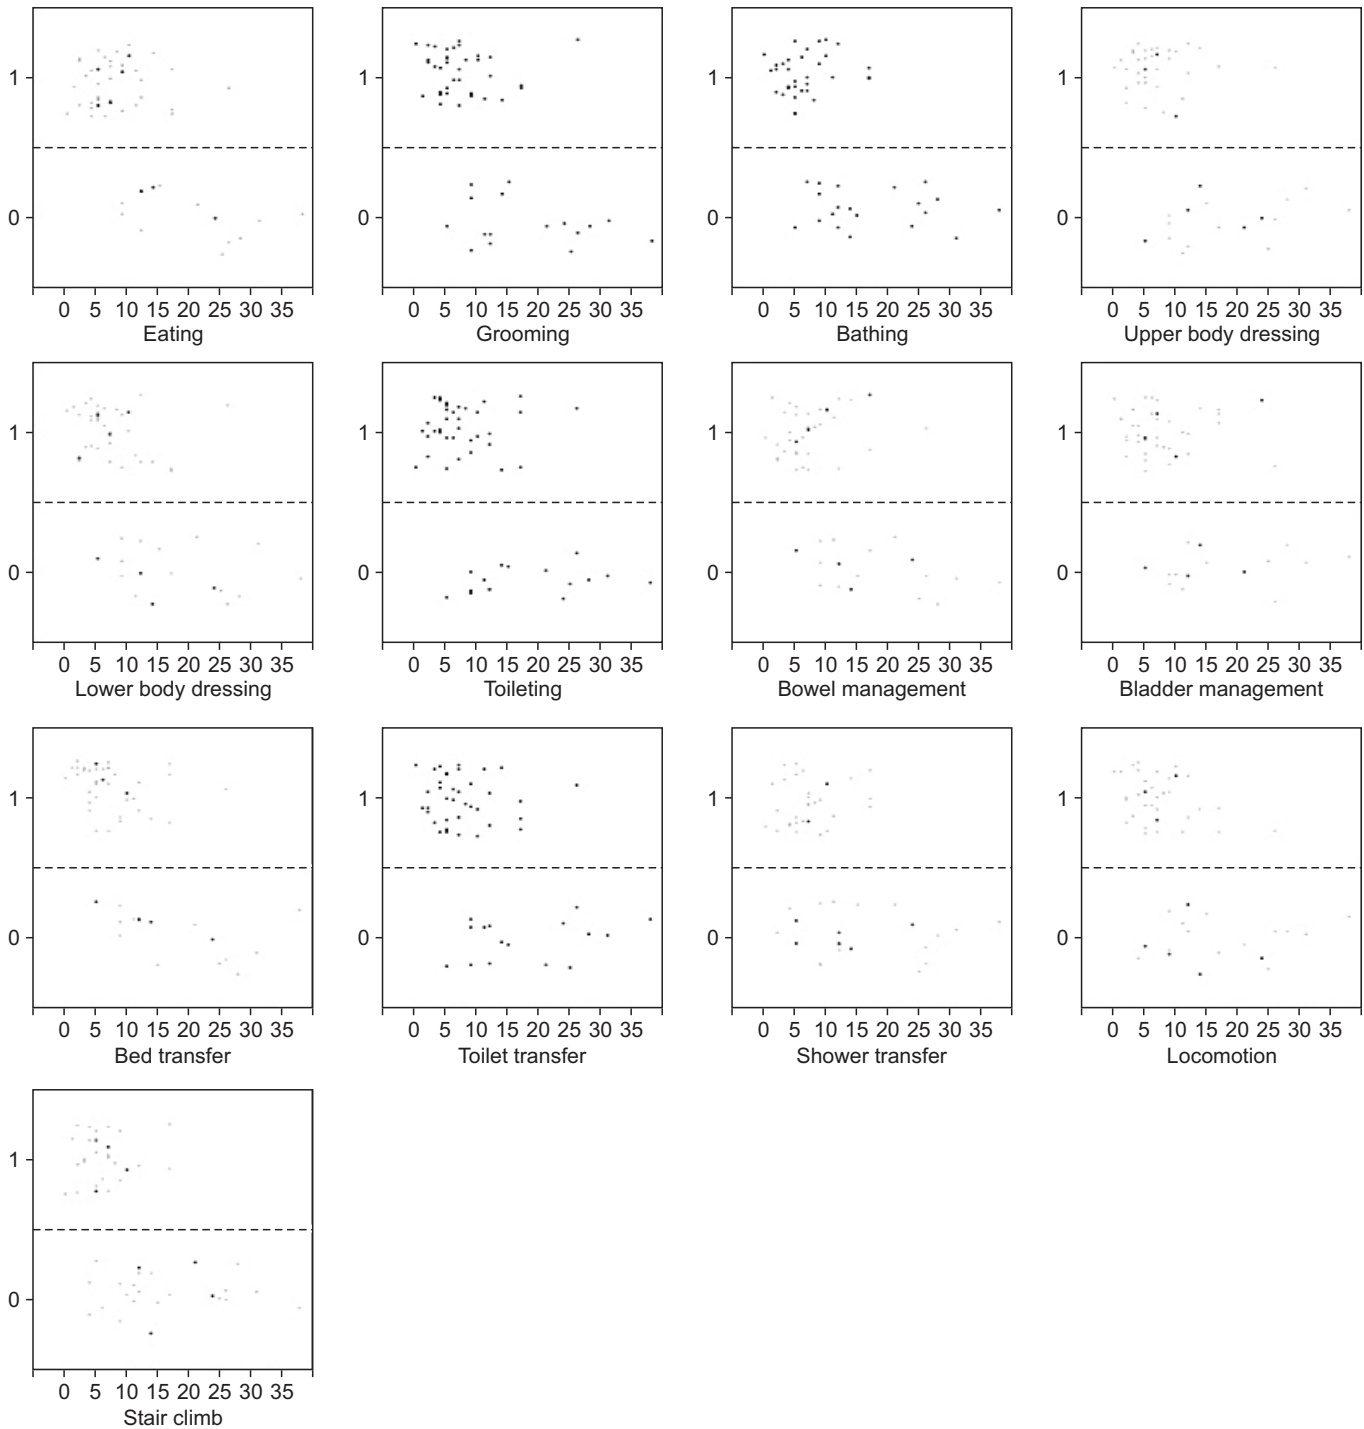 1 1 1 1
0 0 0 0
0 5 10 15 20 25 30 35 0 5 10 15 20 25 30 35 0 5 10 15 20 25 30 35 0 5 10 15 20 25 30 35
Eating Grooming Bathing Upper body dressing
1 1 1 1
0 0 0 0
0 5 10 15 20 25 30 35 0 5 10 15 20 25 30 35 0 5 10 15 20 25 30 35 0 5 10 15 20 25 30 35
Lower body dressing Toileting Bowel management Bladder management
1 1 1 1
0 0 0 0
0 5 10 15 20 25 30 35 0 5 10 15 20 25 30 35 0 5 10 15 20 25 30 35 0 5 10 15 20 25 30 35
Bed transfer Toilet transfer Shower transfer Locomotion
1
0
0 5 10 15 20 25 30 35
Stair climb